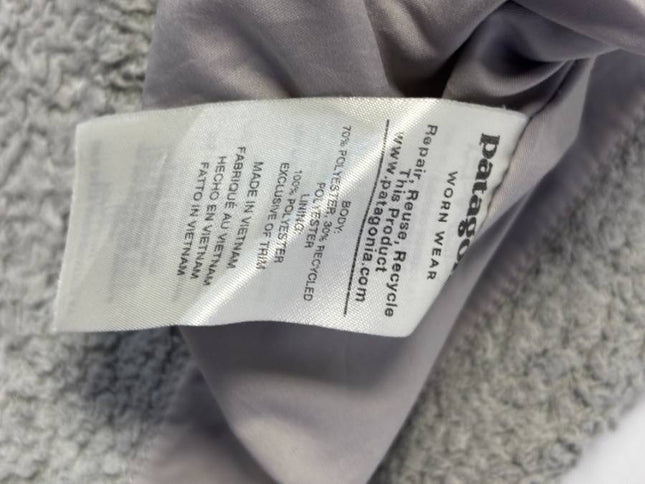 patago
WORN WEAR
Repair, Reuse, Recycle
This Product
www.patagonia.com
BODY:
70% POLYESTER, 30% RECYCLED
POLYESTER
LINING:
100% POLYESTER
EXCLUSIVE OF TRIM
MADE IN VIETNAM
FABRIQUÉ AU VIETNAM
HECHO EN VIETNAM
FATTO IN VIETNAM